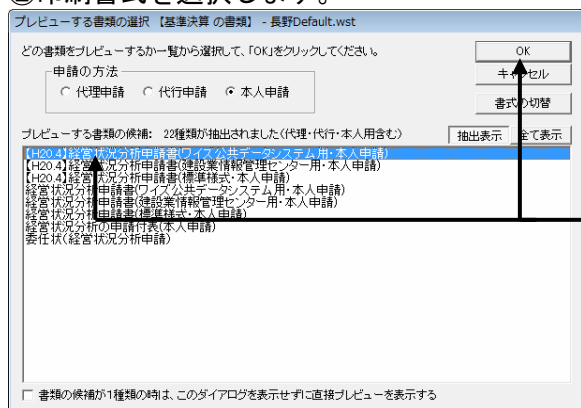 ②印刷書式を選択します。
プレビューする書類の選択 【基準決算 の書類】 - 長野Default.wst
どの書類をプレビューするか一覧から選択して、「OK」をクリックしてください。
OK
申請の方法
キャンセル
代理申請 代行申請 本人申請
書式の切替
プレビューする書類の候補: 22種類が抽出されました(代理・代行・本人用含む)
抽出表示 全て表示
【H20.4】経営状況分析申請書(ワイズ公共データシステム用・本人申請)
【H20.4】経営状況分析申請書(建設業情報管理センター用・本人申請)
【H20.4】経営状況分析申請書(標準様式・本人申請)
経営状況分析申請書(ワイズ公共データシステム用・本人申請)
経営状況分析申請書(建設業情報管理センター用・本人申請)
経営状況分析申請書(標準様式・本人申請)
経営状況分析の申請付表(本人申請)
委任状(経営状況分析申請)
書類の候補が1種類の時は、このダイアログを表示せずに直接プレビューを表示する